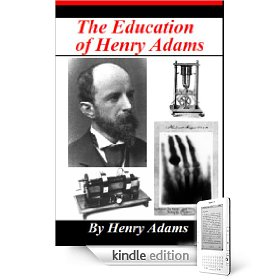 The Education
of Henry Adams
By Henry Adams
kindle edition